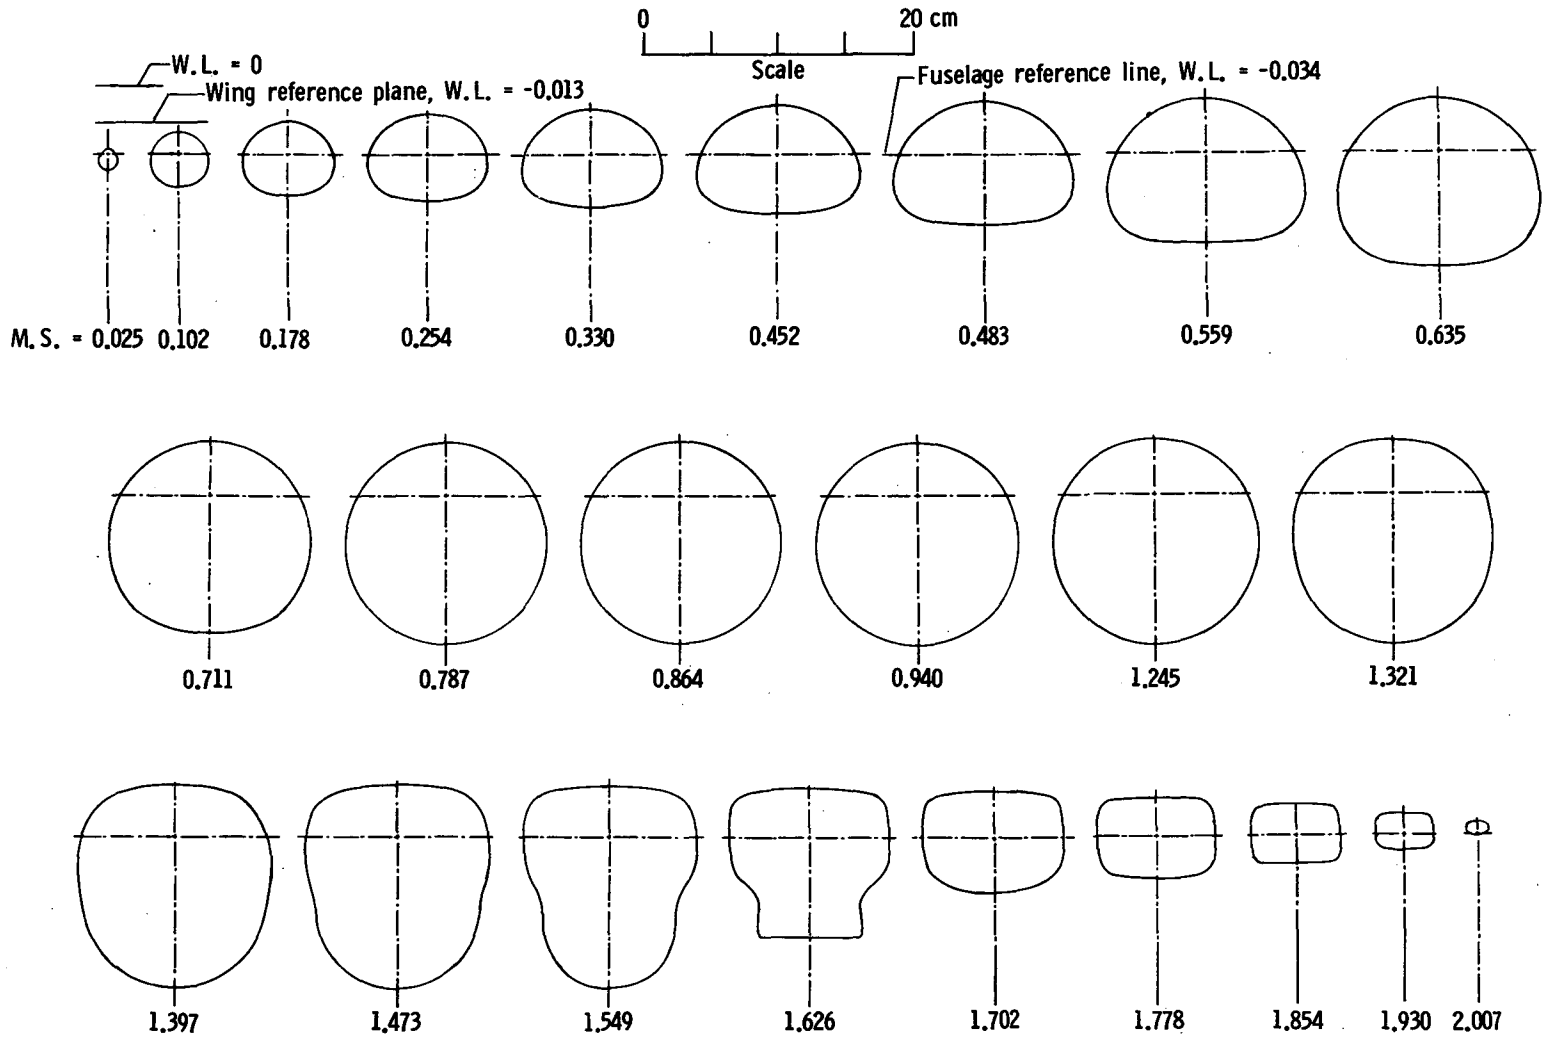 0 20 cm
Scale
W.L. = 0
Wing reference plane, W.L. = -0.013
Fuselage reference line, W.L. = -0.034
M.S. = 0.025 0.102 0.178 0.254 0.330 0.452 0.483 0.559 0.635
0.711 0.787 0.864 0.940 1.245 1.321
1.397 1.473 1.549 1.626 1.702 1.778 1.854 1.930 2.007